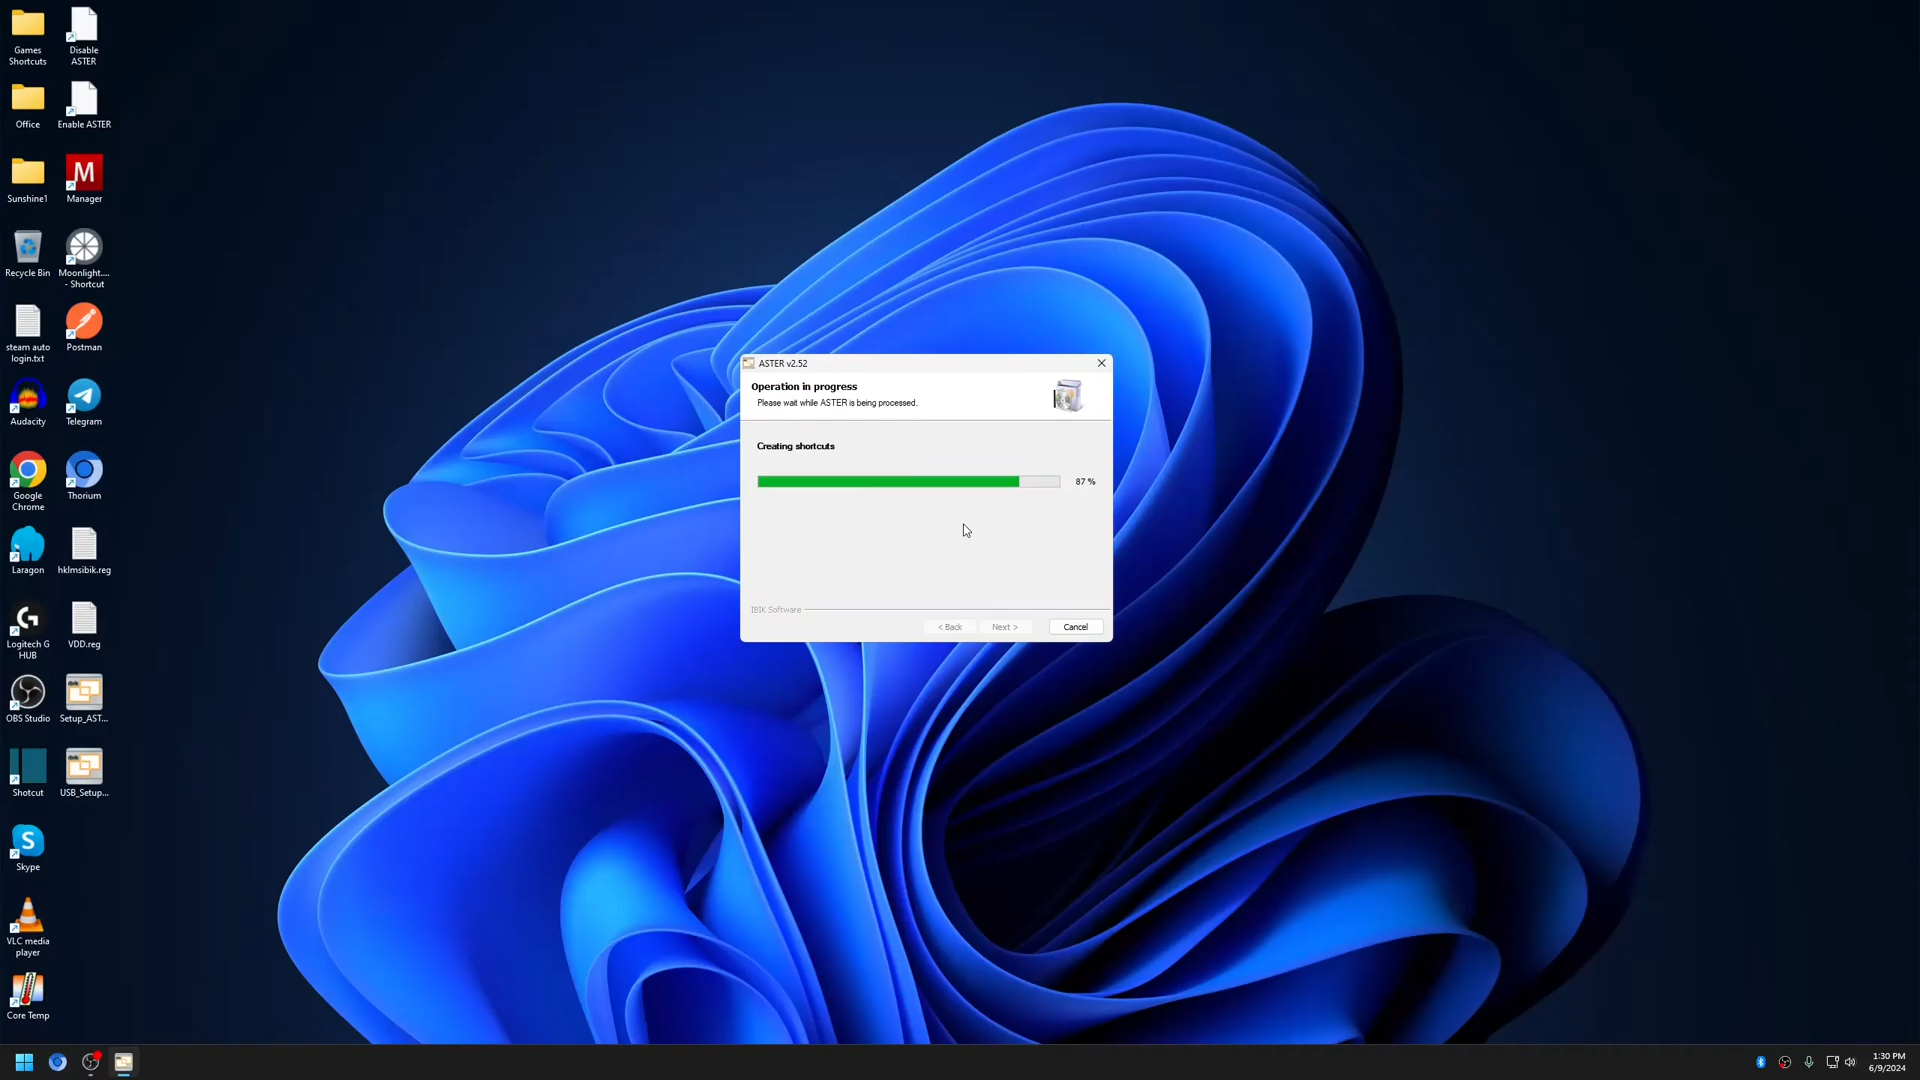 Games
Shortcuts
Disable
ASTER
Office
Enable ASTER
Sunshine1
M
Manager
Recycle Bin
Moonlight....
- Shortcut
steam auto
login.txt
Postman
Audacity
Telegram
Google
Chrome
Thorium
Laragon
hklmsibik.reg
Logitech G
HUB
VDD.reg
OBS Studio
ibik
Setup_AST...
Shotcut
ibik
USB_Setup...
S
Skype
VLC media
player
Core Temp
ASTER v2.52
Operation in progress
Please wait while ASTER is being processed.
Creating shortcuts
87 %
IBIK Software
< Back
Next >
Cancel
1:30 PM
6/9/2024